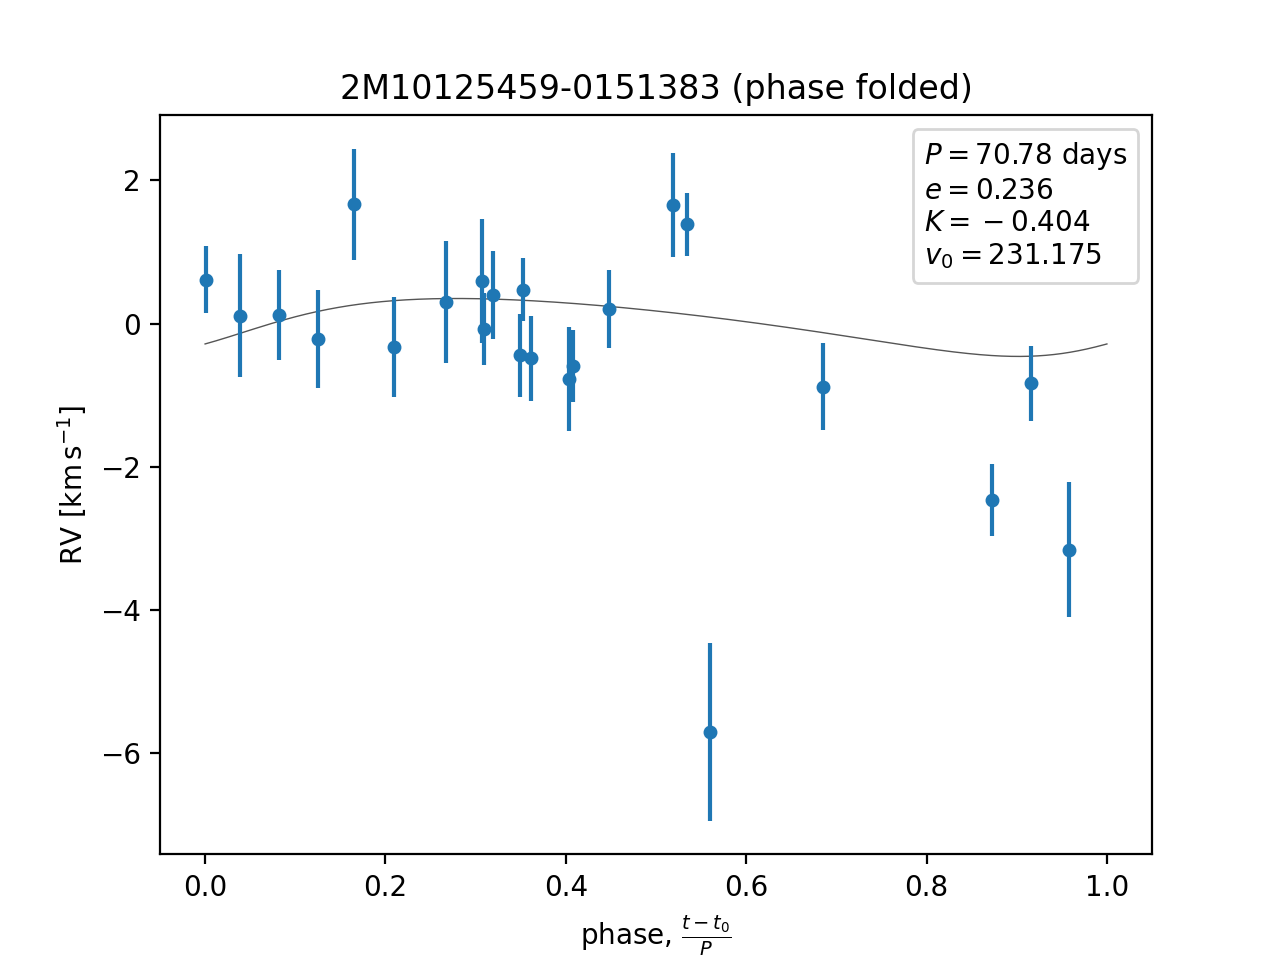 2M10125459-0151383 (phase folded)
P = 70.78 days
e = 0.236
K = −0.404
v₀ = 231.175
2
0
−2
−4
−6
RV [km s⁻¹]
0.0 0.2 0.4 0.6 0.8 1.0
phase, (t − t₀)/P